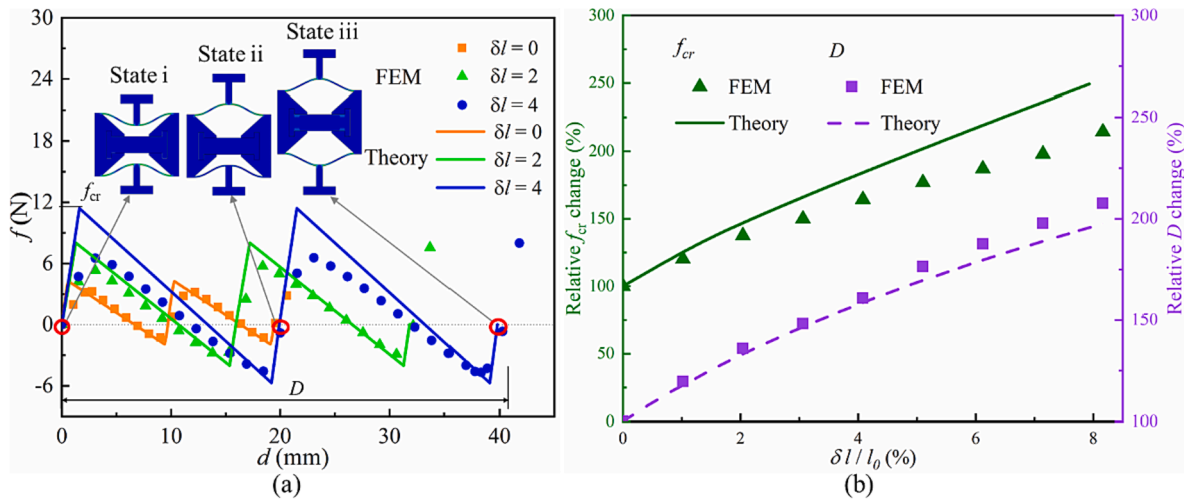 30
24
18
12
6
0
-6
f (N)
State i
State ii
State iii
FEM
δl = 0
δl = 2
δl = 4
Theory
δl = 0
δl = 2
δl = 4
fcr
D
0
10
20
30
40
d (mm)
(a)
300
250
200
150
100
50
0
Relative fcr change (%)
fcr
FEM
Theory
D
FEM
Theory
300
250
200
150
100
Relative D change (%)
0
2
4
6
8
δl / l0 (%)
(b)